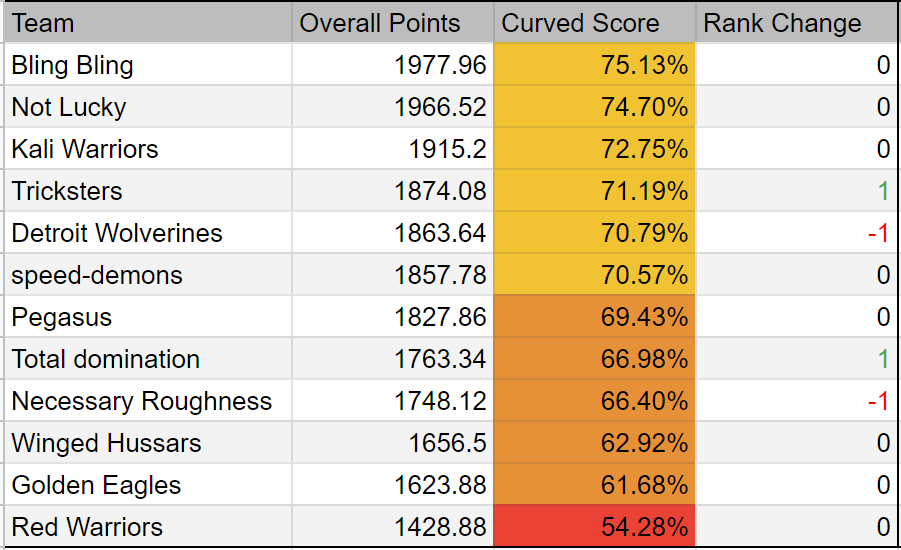 Team Overall Points Curved Score Rank Change
Bling Bling 1977.96 75.13% 0
Not Lucky 1966.52 74.70% 0
Kali Warriors 1915.2 72.75% 0
Tricksters 1874.08 71.19% 1
Detroit Wolverines 1863.64 70.79% -1
speed-demons 1857.78 70.57% 0
Pegasus 1827.86 69.43% 0
Total domination 1763.34 66.98% 1
Necessary Roughness 1748.12 66.40% -1
Winged Hussars 1656.5 62.92% 0
Golden Eagles 1623.88 61.68% 0
Red Warriors 1428.88 54.28% 0